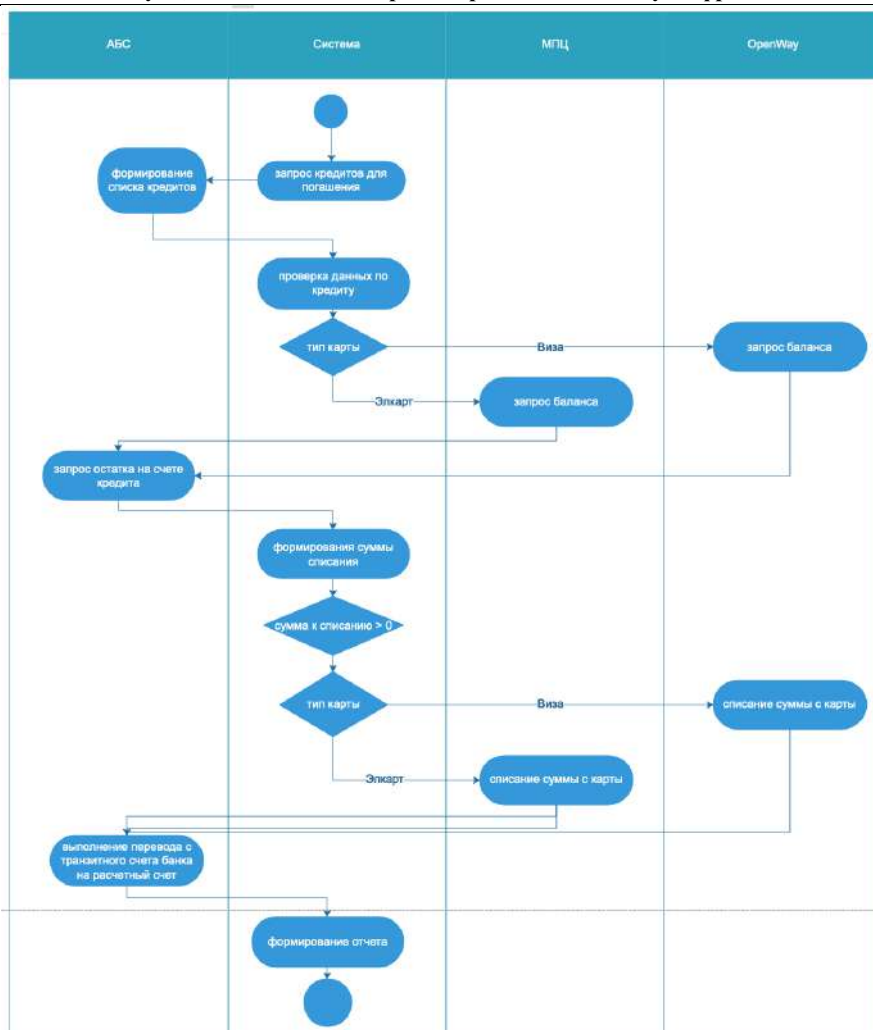 АБС
Система
МПЦ
OpenWay
формирование
списка кредитов
запрос кредитов для
погашения
проверка данных по
кредиту
тип карты
Виза
запрос баланса
Элкарт
запрос баланса
запрос остатка на счете
кредита
формирования суммы
списания
сумма к списанию > 0
тип карты
Виза
списание суммы с карты
Элкарт
списание суммы с карты
выполнение перевода с
транзитного счета банка
на расчетный счет
формирование отчета